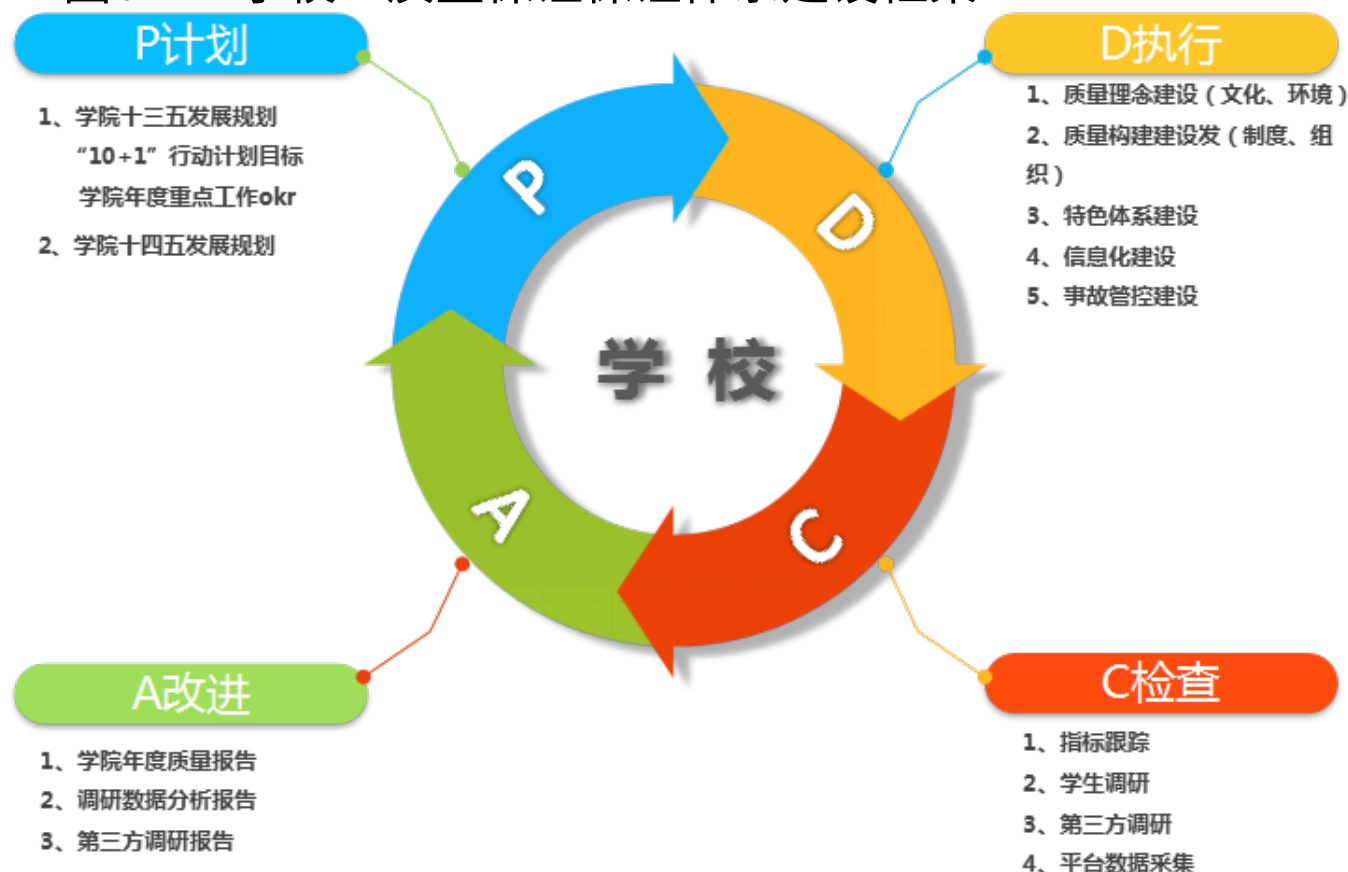 P计划
1、学院十三五发展规划
“10+1”行动计划目标
学院年度重点工作okr
2、学院十四五发展规划
D执行
1、质量理念建设（文化、环境）
2、质量构建建设发（制度、组
织）
3、特色体系建设
4、信息化建设
5、事故管控建设
P
D
学 校
A
C
A改进
1、学院年度质量报告
2、调研数据分析报告
3、第三方调研报告
C检查
1、指标跟踪
2、学生调研
3、第三方调研
4、平台数据采集